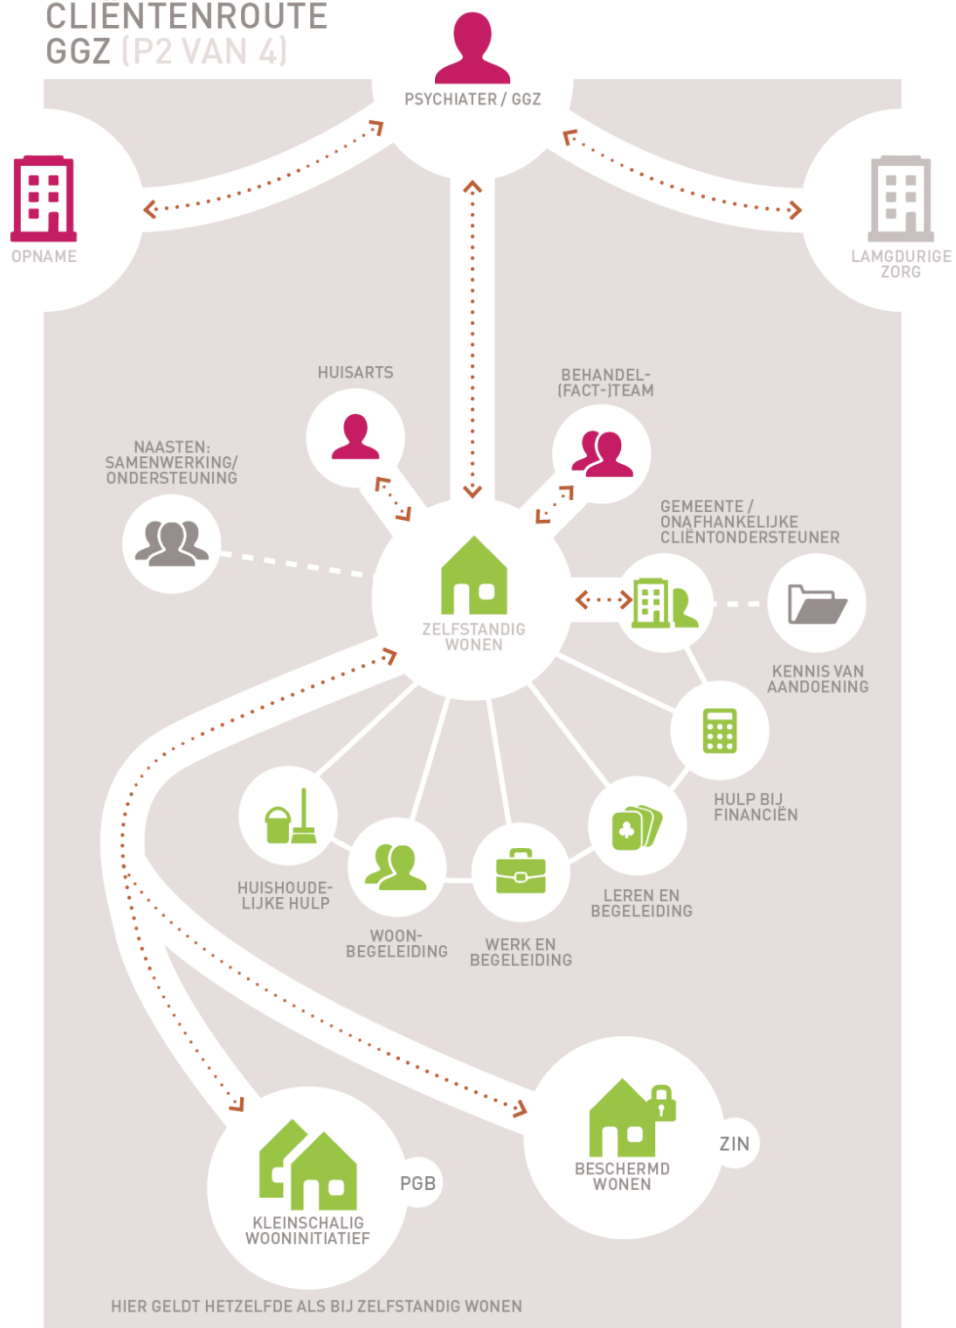 CLIËNTENROUTE
GGZ (P2 VAN 4)
PSYCHIATER / GGZ
OPNAME
LAMGDURIGE
ZORG
HUISARTS
BEHANDEL-
(FACT-)TEAM
NAASTEN:
SAMENWERKING/
ONDERSTEUNING
GEMEENTE /
ONAFHANKELIJKE
CLIËNTONDERSTEUNER
ZELFSTANDIG
WONEN
KENNIS VAN
AANDOENING
HULP BIJ
FINANCIËN
HUISHOUDE-
LIJKE HULP
LEREN EN
BEGELEIDING
WOON-
BEGELEIDING
WERK EN
BEGELEIDING
BESCHERMD
WONEN
ZIN
PGB
KLEINSCHALIG
WOONINITIATIEF
HIER GELDT HETZELFDE ALS BIJ ZELFSTANDIG WONEN